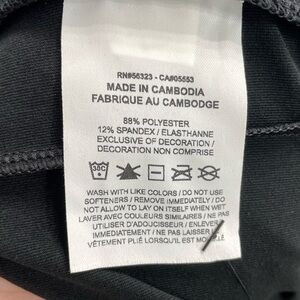 RN#56323 - CA#05553
MADE IN CAMBODIA
FABRIQUE AU CAMBODGE
88% POLYESTER
12% SPANDEX / ELASTHANNE
EXCLUSIVE OF DECORATION /
DECORATION NON COMPRISE
38C
WASH WITH LIKE COLORS / DO NOT USE
SOFTENERS / REMOVE IMMEDIATELY / DO
NOT ALLOW TO LAY ON ITSELF WHEN WET
LAVER AVEC COULEURS SIMILAIRES / NE PAS
UTILISER D'ADOUCISSEUR / ENLEVER
IMMÉDIATEMENT / NE PAS LAISSER LE
VÊTEMENT PLIÉ LORSQU'IL EST MOUILLÉ